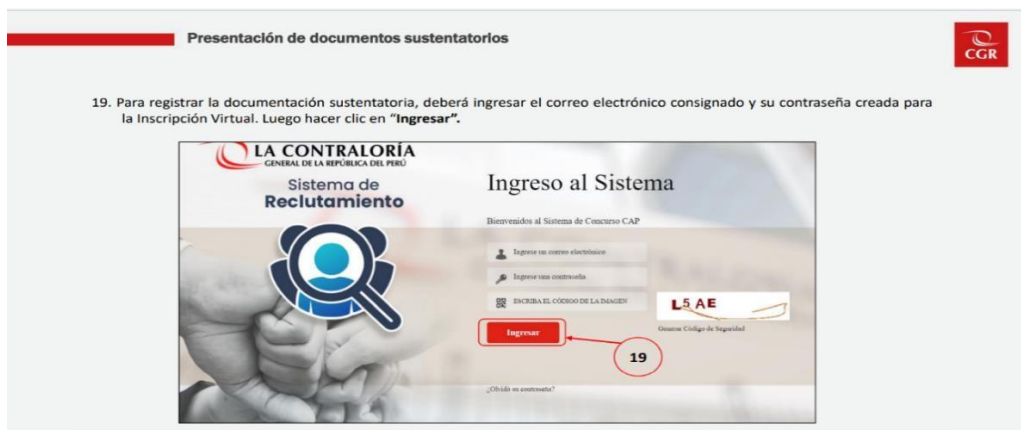 Presentación de documentos sustentatorios
CGR
19. Para registrar la documentación sustentatoria, deberá ingresar el correo electrónico consignado y su contraseña creada para
la Inscripción Virtual. Luego hacer clic en “Ingresar”.
LA CONTRALORÍA
GENERAL DE LA REPÚBLICA DEL PERÚ
Sistema de
Reclutamiento
Ingreso al Sistema
Bienvenidos al Sistema de Concurso CAP
Ingrese un correo electrónico
Ingrese una contraseña
ESCRIBA EL CÓDIGO DE LA IMAGEN
L5 AE
Generar Código de Seguridad
Ingresar
19
¿Olvidó su contraseña?